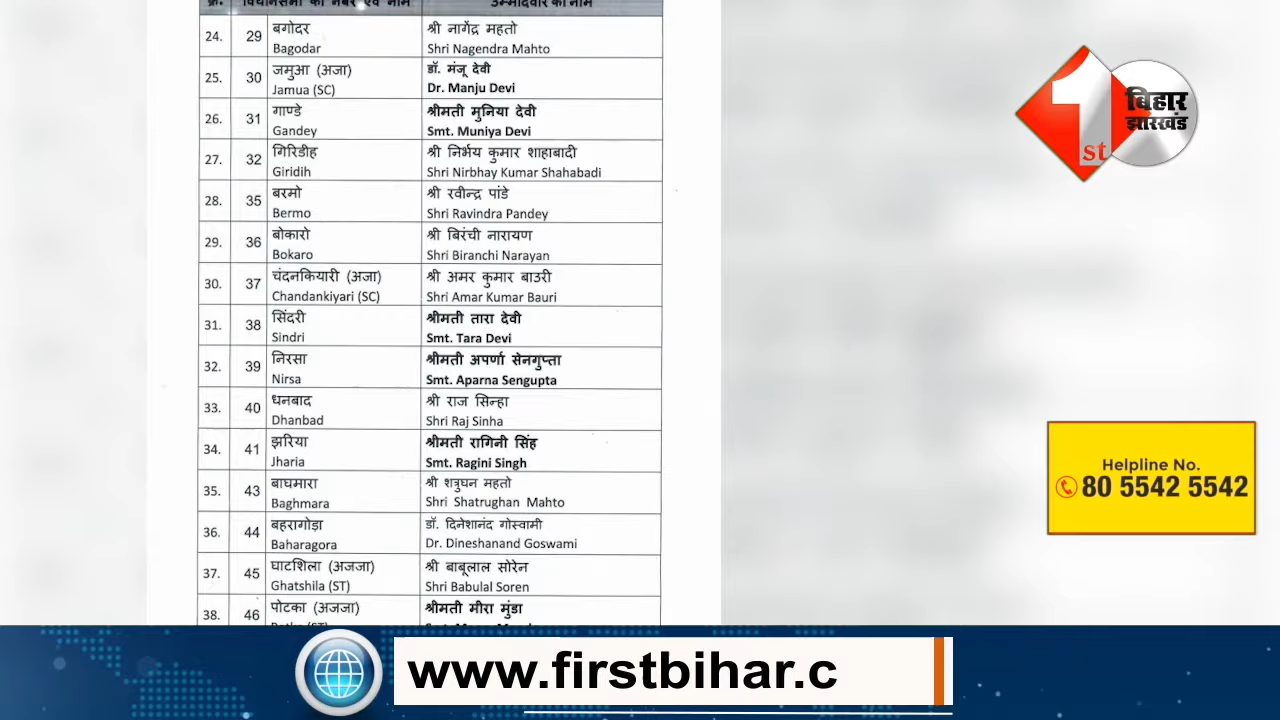 क्र. विधानसभा का नंबर एवं नाम उम्मीदवार का नाम
24. 29 बगोदर श्री नागेंद्र महतो
Bagodar Shri Nagendra Mahto
25. 30 जमुआ (अजा) डॉ. मंजू देवी
Jamua (SC) Dr. Manju Devi
26. 31 गाण्डे श्रीमती मुनिया देवी
Gandey Smt. Muniya Devi
27. 32 गिरिडीह श्री निर्भय कुमार शाहाबादी
Giridih Shri Nirbhay Kumar Shahabadi
28. 35 बरमो श्री रवीन्द्र पांडे
Bermo Shri Ravindra Pandey
29. 36 बोकारो श्री बिरंची नारायण
Bokaro Shri Biranchi Narayan
30. 37 चंदनकियारी (अजा) श्री अमर कुमार बाउरी
Chandankiyari (SC) Shri Amar Kumar Bauri
31. 38 सिंदरी श्रीमती तारा देवी
Sindri Smt. Tara Devi
32. 39 निरसा श्रीमती अपर्णा सेनगुप्ता
Nirsa Smt. Aparna Sengupta
33. 40 धनबाद श्री राज सिन्हा
Dhanbad Shri Raj Sinha
34. 41 झरिया श्रीमती रागिनी सिंह
Jharia Smt. Ragini Singh
35. 43 बाघमारा श्री शत्रुघन महतो
Baghmara Shri Shatrughan Mahto
36. 44 बहरागोड़ा डॉ. दिनेशानंद गोस्वामी
Baharagora Dr. Dineshanand Goswami
37. 45 घाटशिला (अजजा) श्री बाबूलाल सोरेन
Ghatshila (ST) Shri Babulal Soren
38. 46 पोटका (अजजा) श्रीमती मीरा मुंडा
1st
बिहार
झारखंड
Helpline No.
80 5542 5542
www.firstbihar.c